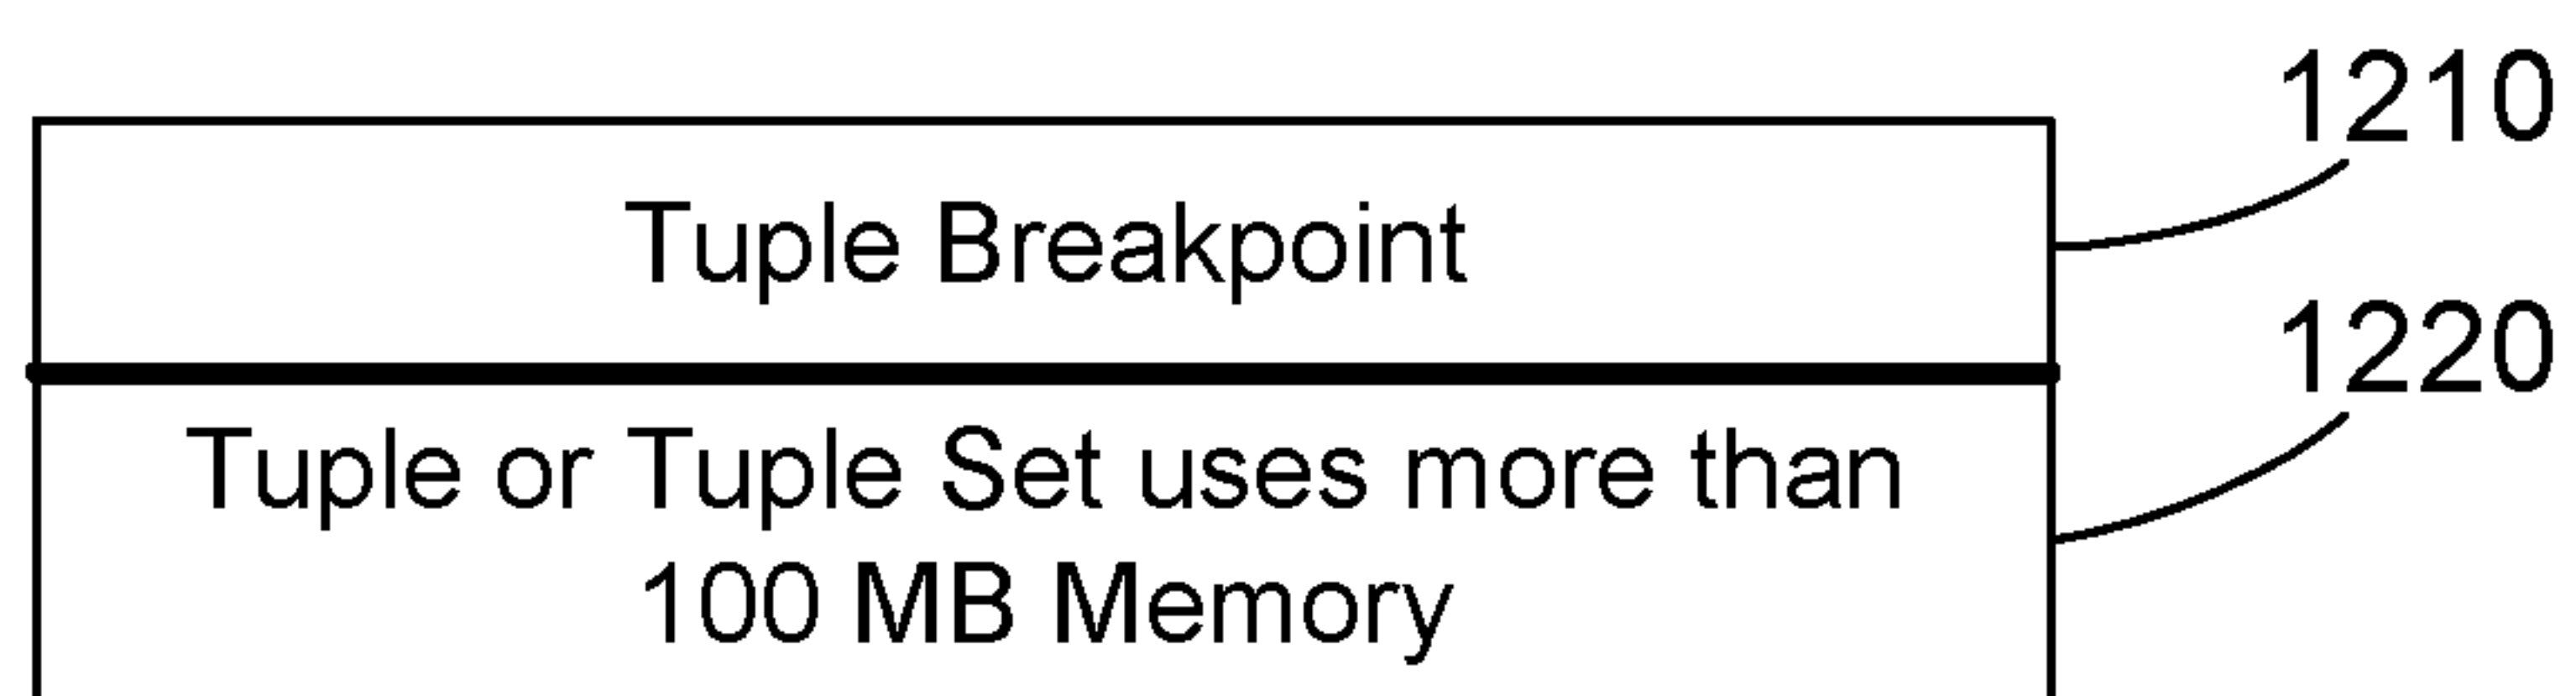 1210
Tuple Breakpoint
1220
Tuple or Tuple Set uses more than
100 MB Memory